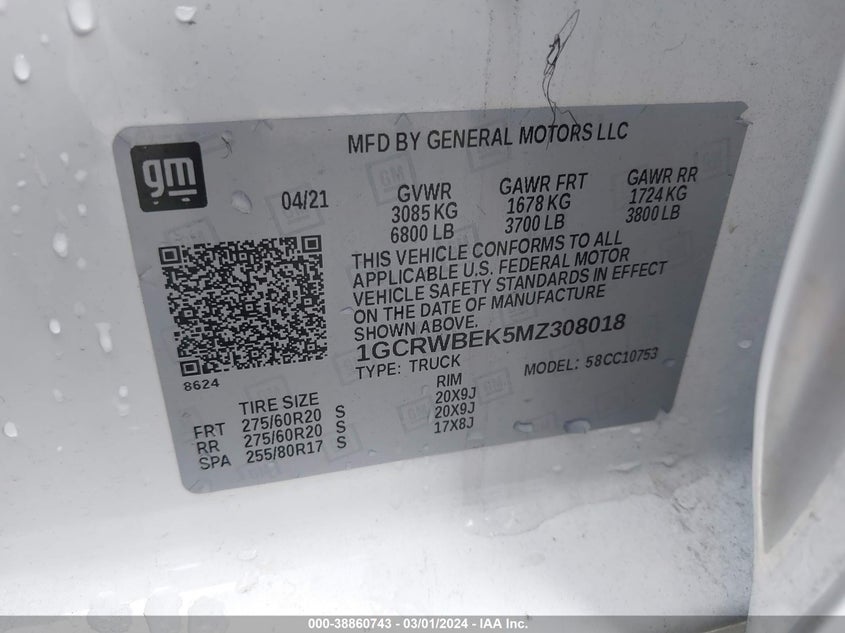 MFD BY GENERAL MOTORS LLC
gm
04/21
GVWR GAWR FRT GAWR RR
3085 KG 1678 KG 1724 KG
6800 LB 3700 LB 3800 LB
THIS VEHICLE CONFORMS TO ALL
APPLICABLE U.S. FEDERAL MOTOR
VEHICLE SAFETY STANDARDS IN EFFECT
ON THE DATE OF MANUFACTURE
SHOWN ABOVE.
1GCRWBEK5MZ308018
TYPE: TRUCK MODEL: 58CC10753
8624
TIRE SIZE RIM
FRT 275/60R20 S 20X9J
RR 275/60R20 S 20X9J
SPA 255/80R17 S 17X8J
000-38860743 - 03/01/2024 - IAA Inc.